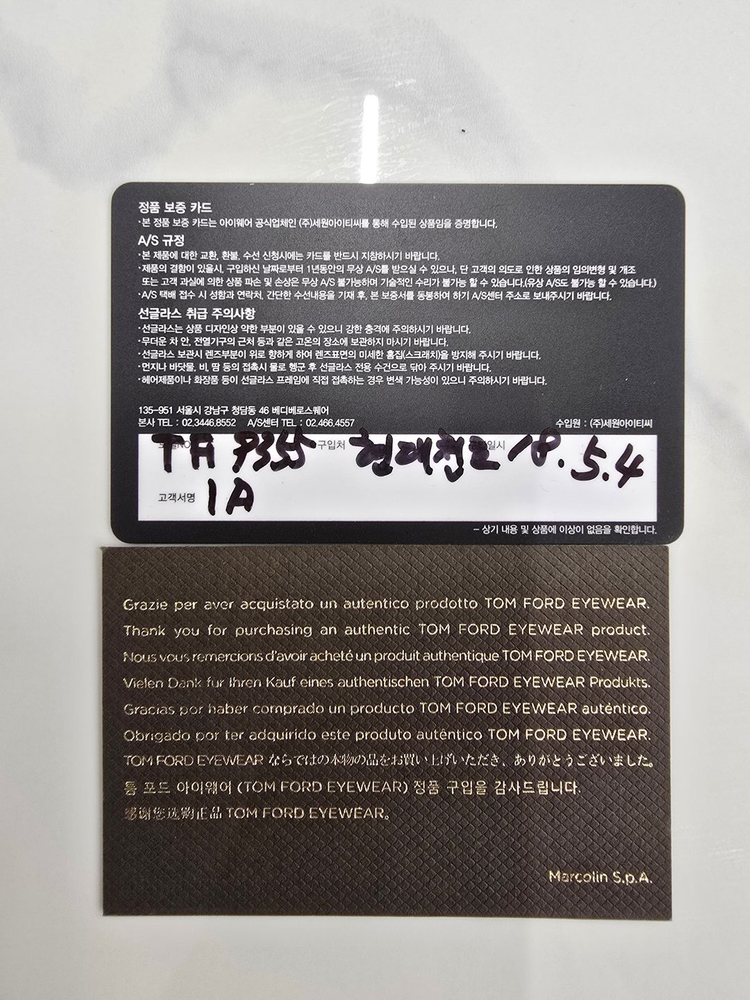 정품 보증 카드
·본 정품 보증 카드는 아이웨어 공식업체인 (주)세원아이티씨를 통해 수입된 상품임을 증명합니다.
A/S 규정
·본 제품에 대한 교환, 환불, 수선 신청시에는 카드를 반드시 지참하시기 바랍니다.
·제품의 결함이 있을시, 구입하신 날짜로부터 1년동안의 무상 A/S를 받으실 수 있으나, 단 고객의 의도로 인한 상품의 임의변형 및 개조
또는 고객 과실에 의한 상품 파손 및 손상은 무상 A/S 불가능하며 기술적인 수리가 불가능 할 수 있습니다.(유상 A/S도 불가능 할 수 있습니다.)
·A/S 택배 접수 시 성함과 연락처, 간단한 수선내용을 기재 후, 본 보증서를 동봉하여 하기 A/S센터 주소로 보내주시기 바랍니다.
선글라스 취급 주의사항
·선글라스는 상품 디자인상 약한 부분이 있을 수 있으니 강한 충격에 주의하시기 바랍니다.
·무더운 차 안, 전열기구의 근처 등과 같은 고온의 장소에 보관하지 마시기 바랍니다.
·선글라스 보관시 렌즈부분이 위로 향하게 하여 렌즈표면의 미세한 흠집(스크래치)을 방지해 주시기 바랍니다.
·먼지나 바닷물, 비, 땀 등의 접촉시 물로 헹군 후 선글라스 전용 수건으로 닦아 주시기 바랍니다.
·헤어제품이나 화장품 등이 선글라스 프레임에 직접 접촉하는 경우 변색 가능성이 있으니 주의하시기 바랍니다.
135-951 서울시 강남구 청담동 46 베디베로스퀘어
본사 TEL : 02.3446.8552 A/S센터 TEL : 02.466.4557 수입원 : (주)세원아이티씨
9355 구입처 18.5.4
고객서명 1A
– 상기 내용 및 상품에 이상이 없음을 확인합니다.
Grazie per aver acquistato un autentico prodotto TOM FORD EYEWEAR.
Thank you for purchasing an authentic TOM FORD EYEWEAR product.
Nous vous remercions d'avoir acheté un produit authentique TOM FORD EYEWEAR.
Vielen Dank für Ihren Kauf eines authentischen TOM FORD EYEWEAR Produkts.
Gracias por haber comprado un producto TOM FORD EYEWEAR auténtico.
Obrigado por ter adquirido este produto autêntico TOM FORD EYEWEAR.
TOM FORD EYEWEAR ならではの本物の品をお買い上げいただき、ありがとうございました。
톰 포드 아이웨어 (TOM FORD EYEWEAR) 정품 구입을 감사드립니다.
感谢您选购正品 TOM FORD EYEWEAR。
Marcolin S.p.A.